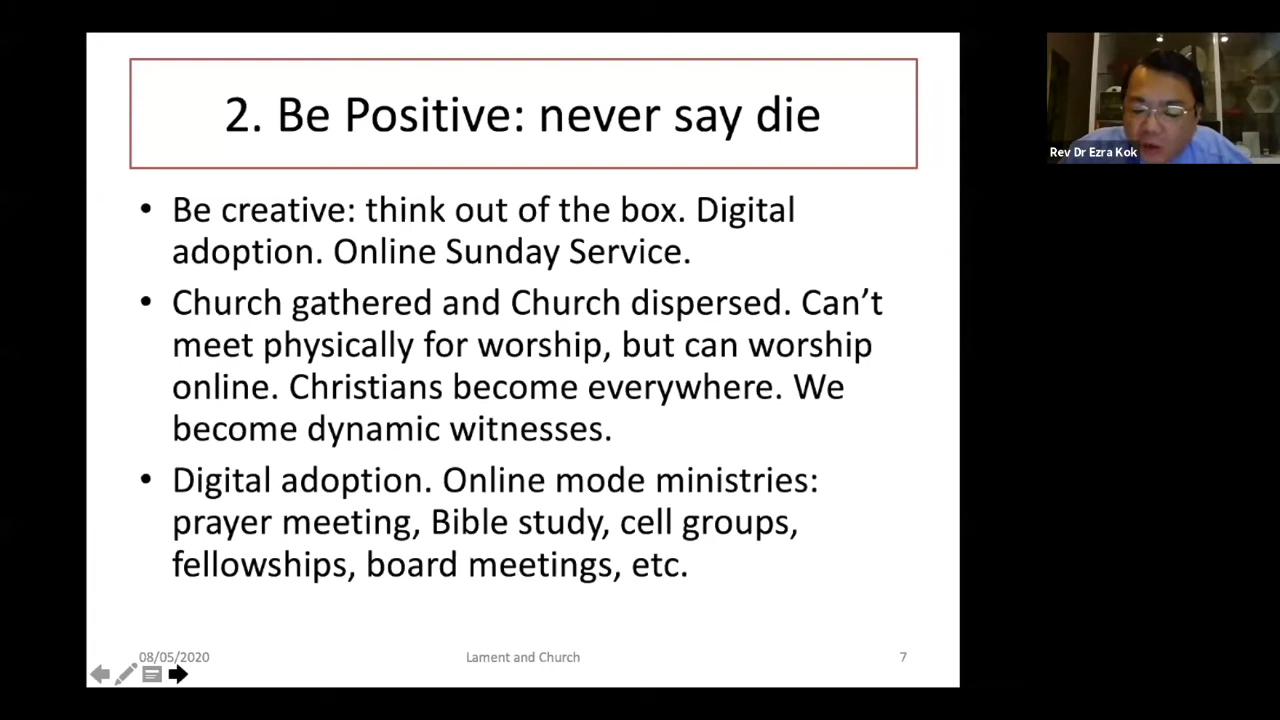 2. Be Positive: never say die
• Be creative: think out of the box. Digital
adoption. Online Sunday Service.
• Church gathered and Church dispersed. Can’t
meet physically for worship, but can worship
online. Christians become everywhere. We
become dynamic witnesses.
• Digital adoption. Online mode ministries:
prayer meeting, Bible study, cell groups,
fellowships, board meetings, etc.
08/05/2020
Lament and Church
7
Rev Dr Ezra Kok